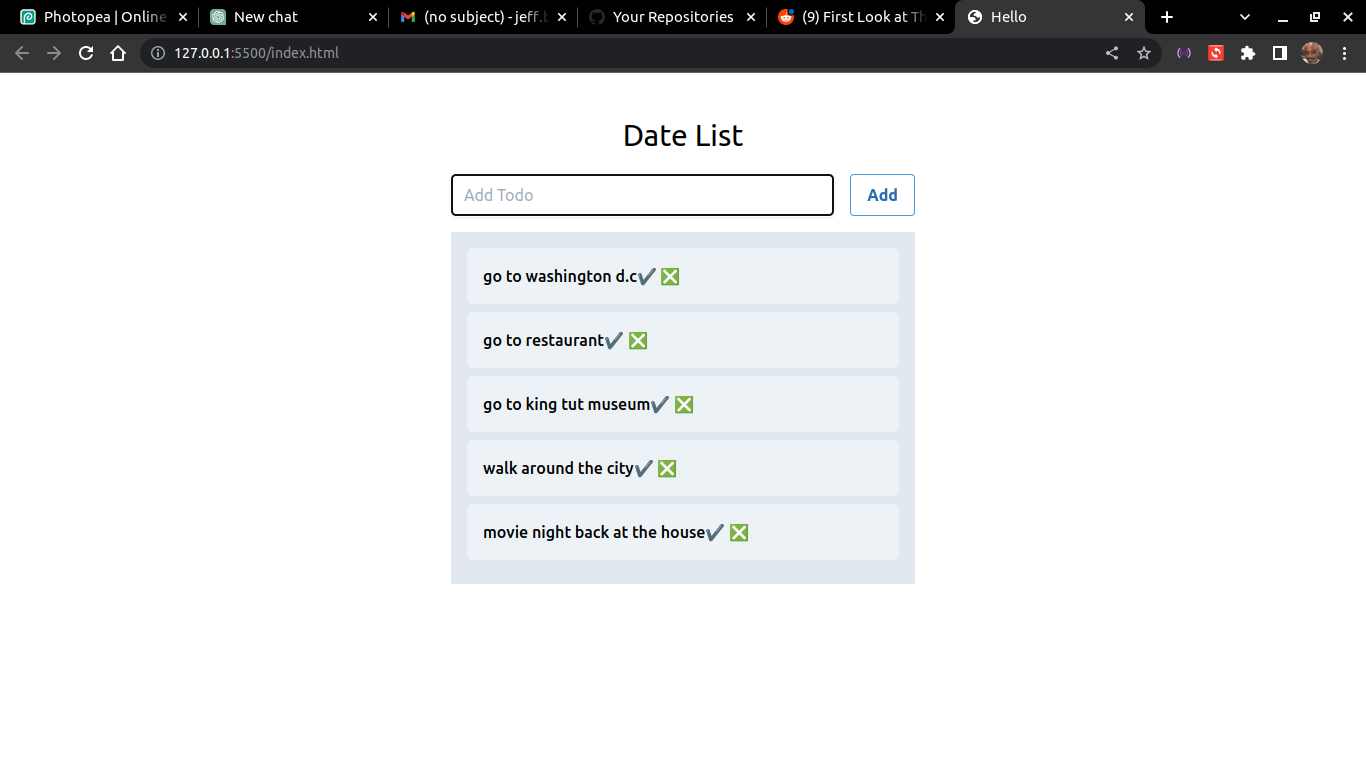 Photopea | Online
New chat
(no subject) - jeff.b
Your Repositories
(9) First Look at Th
Hello
127.0.0.1:5500/index.html
Date List
Add Todo
Add
go to washington d.c✔️ ❎
go to restaurant✔️ ❎
go to king tut museum✔️ ❎
walk around the city✔️ ❎
movie night back at the house✔️ ❎